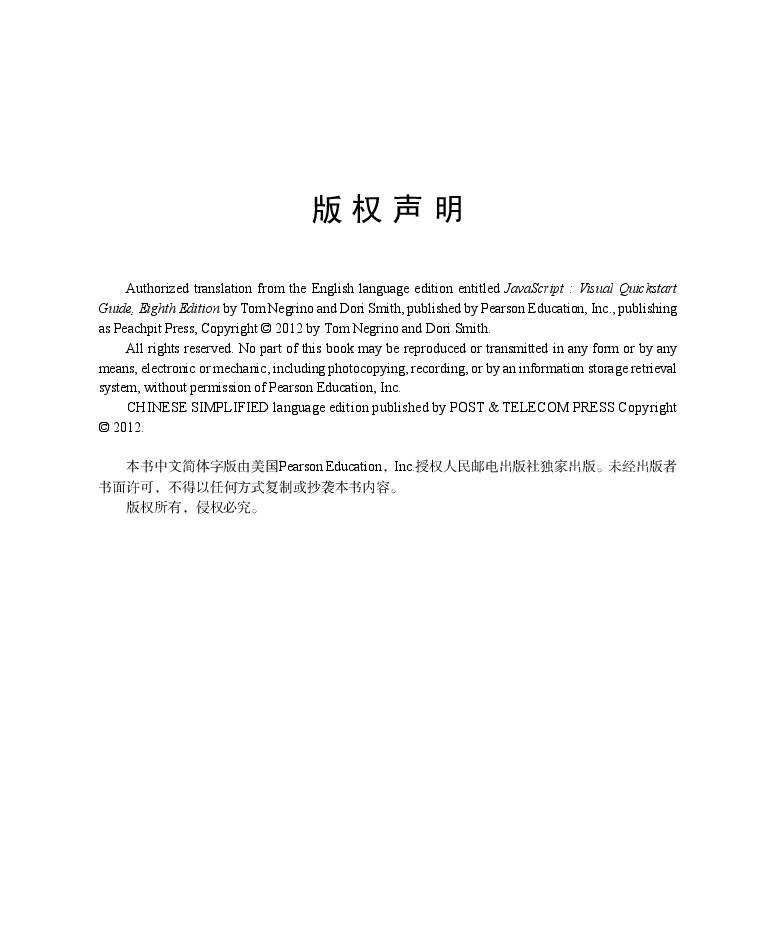 版权声明
Authorized translation from the English language edition entitled JavaScript : Visual Quickstart
Guide, Eighth Edition by Tom Negrino and Dori Smith, published by Pearson Education, Inc., publishing
as Peachpit Press, Copyright © 2012 by Tom Negrino and Dori Smith.
All rights reserved. No part of this book may be reproduced or transmitted in any form or by any
means, electronic or mechanic, including photocopying, recording, or by an information storage retrieval
system, without permission of Pearson Education, Inc.
CHINESE SIMPLIFIED language edition published by POST & TELECOM PRESS Copyright
© 2012.
本书中文简体字版由美国Pearson Education, Inc.授权人民邮电出版社独家出版。未经出版者
书面许可，不得以任何方式复制或抄袭本书内容。
版权所有，侵权必究。